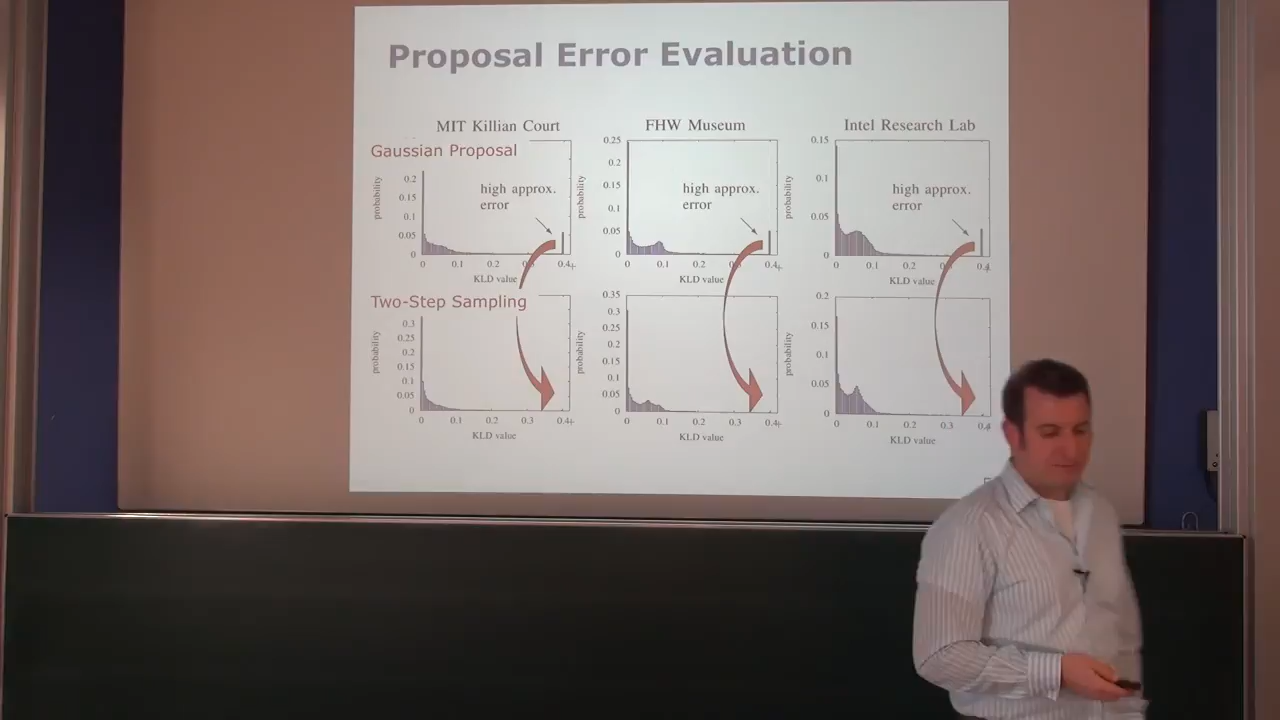 Proposal Error Evaluation
MIT Killian Court
FHW Museum
Intel Research Lab
Gaussian Proposal
probability
0.2
0.15
0.1
0.05
0
high approx.
error
0
0.1
0.2
0.4+
KLD value
probability
0.25
0.2
0.15
0.1
0.05
0
high approx.
error
0
0.1
0.2
0.4+
KLD value
probability
0.15
0.1
0.05
0
high approx.
error
0
0.1
0.2
0.3
0.4
KLD value
Two-Step Sampling
probability
0.3
0.25
0.2
0.15
0.1
0.05
0
0
0.1
0.2
0.3
0.4+
KLD value
probability
0.35
0.3
0.25
0.2
0.15
0.1
0.05
0
0
0.1
0.2
0.3
0.4+
KLD value
probability
0.2
0.15
0.1
0.05
0
0
0.1
0.2
0.3
0.4
KLD value